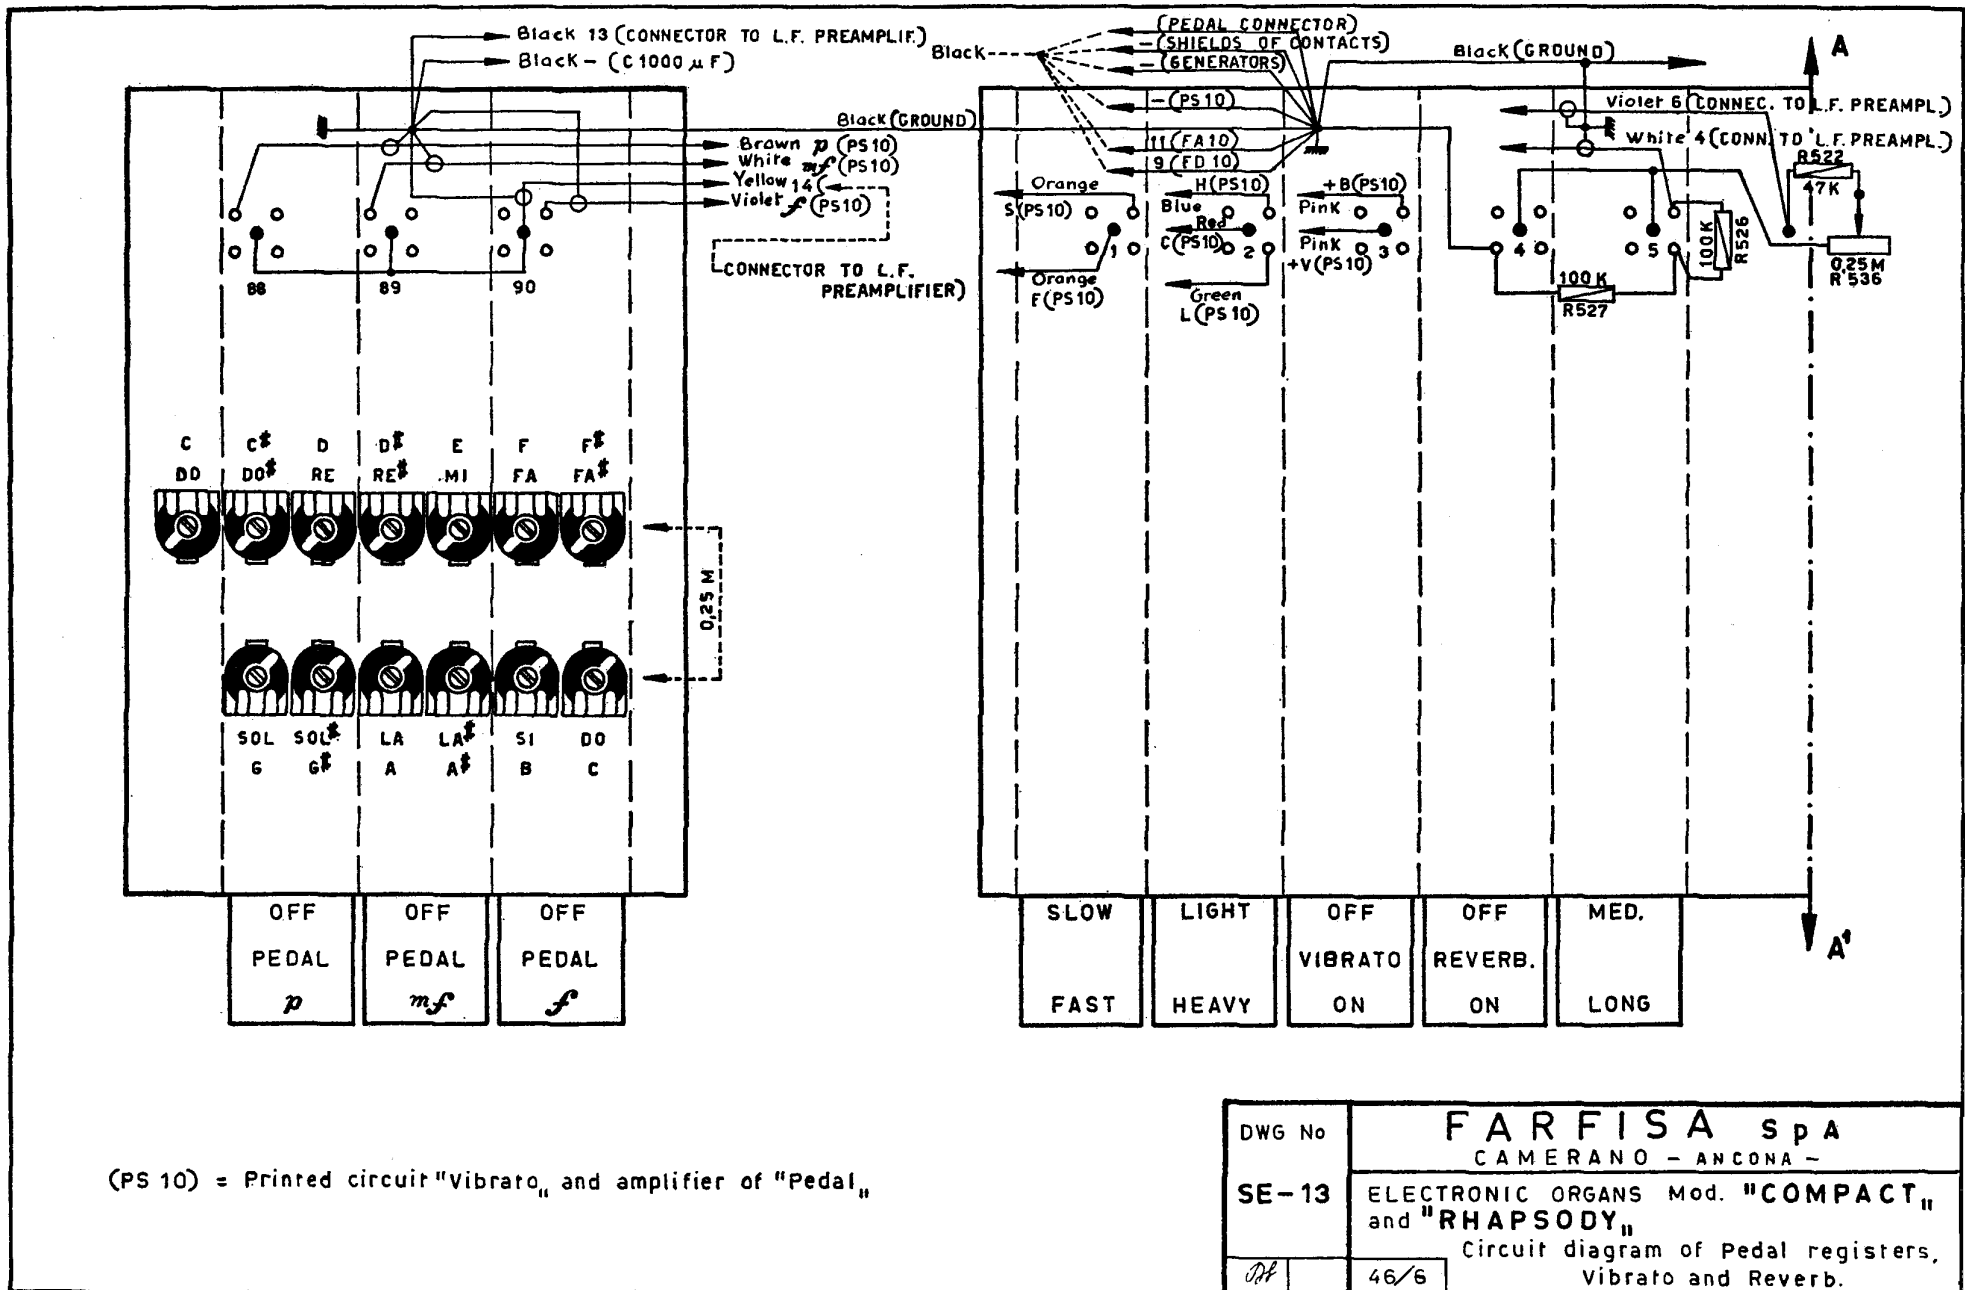 Black 13 (CONNECTOR TO L.F. PREAMPLIF.)
Black - (C 1000 µF)
Black (GROUND)
Brown p (PS10)
White mf (PS10)
Yellow 14 (
Violet f (PS10)
CONNECTOR TO L.F.
PREAMPLIFIER)
88
89
90
C
C#
D
D#
E
F
F#
DO
DO#
RE
RE#
MI
FA
FA#
0,25 M
SOL
SOL#
LA
LA#
SI
DO
G
G#
A
A#
B
C
OFF
PEDAL
p
OFF
PEDAL
mf
OFF
PEDAL
f
Black
(PEDAL CONNECTOR)
-(SHIELDS OF CONTACTS)
-(GENERATORS)
-(PS10)
11(FA10)
9(FD10)
Black (GROUND)
A
Violet 6 (CONNEC. TO L.F. PREAMPL.)
White 4 (CONN. TO L.F. PREAMPL.)
R522
47K
Orange
S(PS10)
1
Orange
F(PS10)
H(PS10)
Blue
Red
C(PS10)
2
Green
L(PS10)
+B(PS10)
Pink
Pink
3
+V(PS10)
4
5
100K
R526
0,25M
R536
100K
R527
SLOW
FAST
LIGHT
HEAVY
OFF
VIBRATO
ON
OFF
REVERB.
ON
MED.
LONG
A'
(PS 10) = Printed circuit "Vibrato„ and amplifier of "Pedal„
DWG No
SE-13
FARFISA SpA
CAMERANO - ANCONA -
ELECTRONIC ORGANS Mod. "COMPACT„
and "RHAPSODY„
Circuit diagram of Pedal registers,
Vibrato and Reverb.
46/6